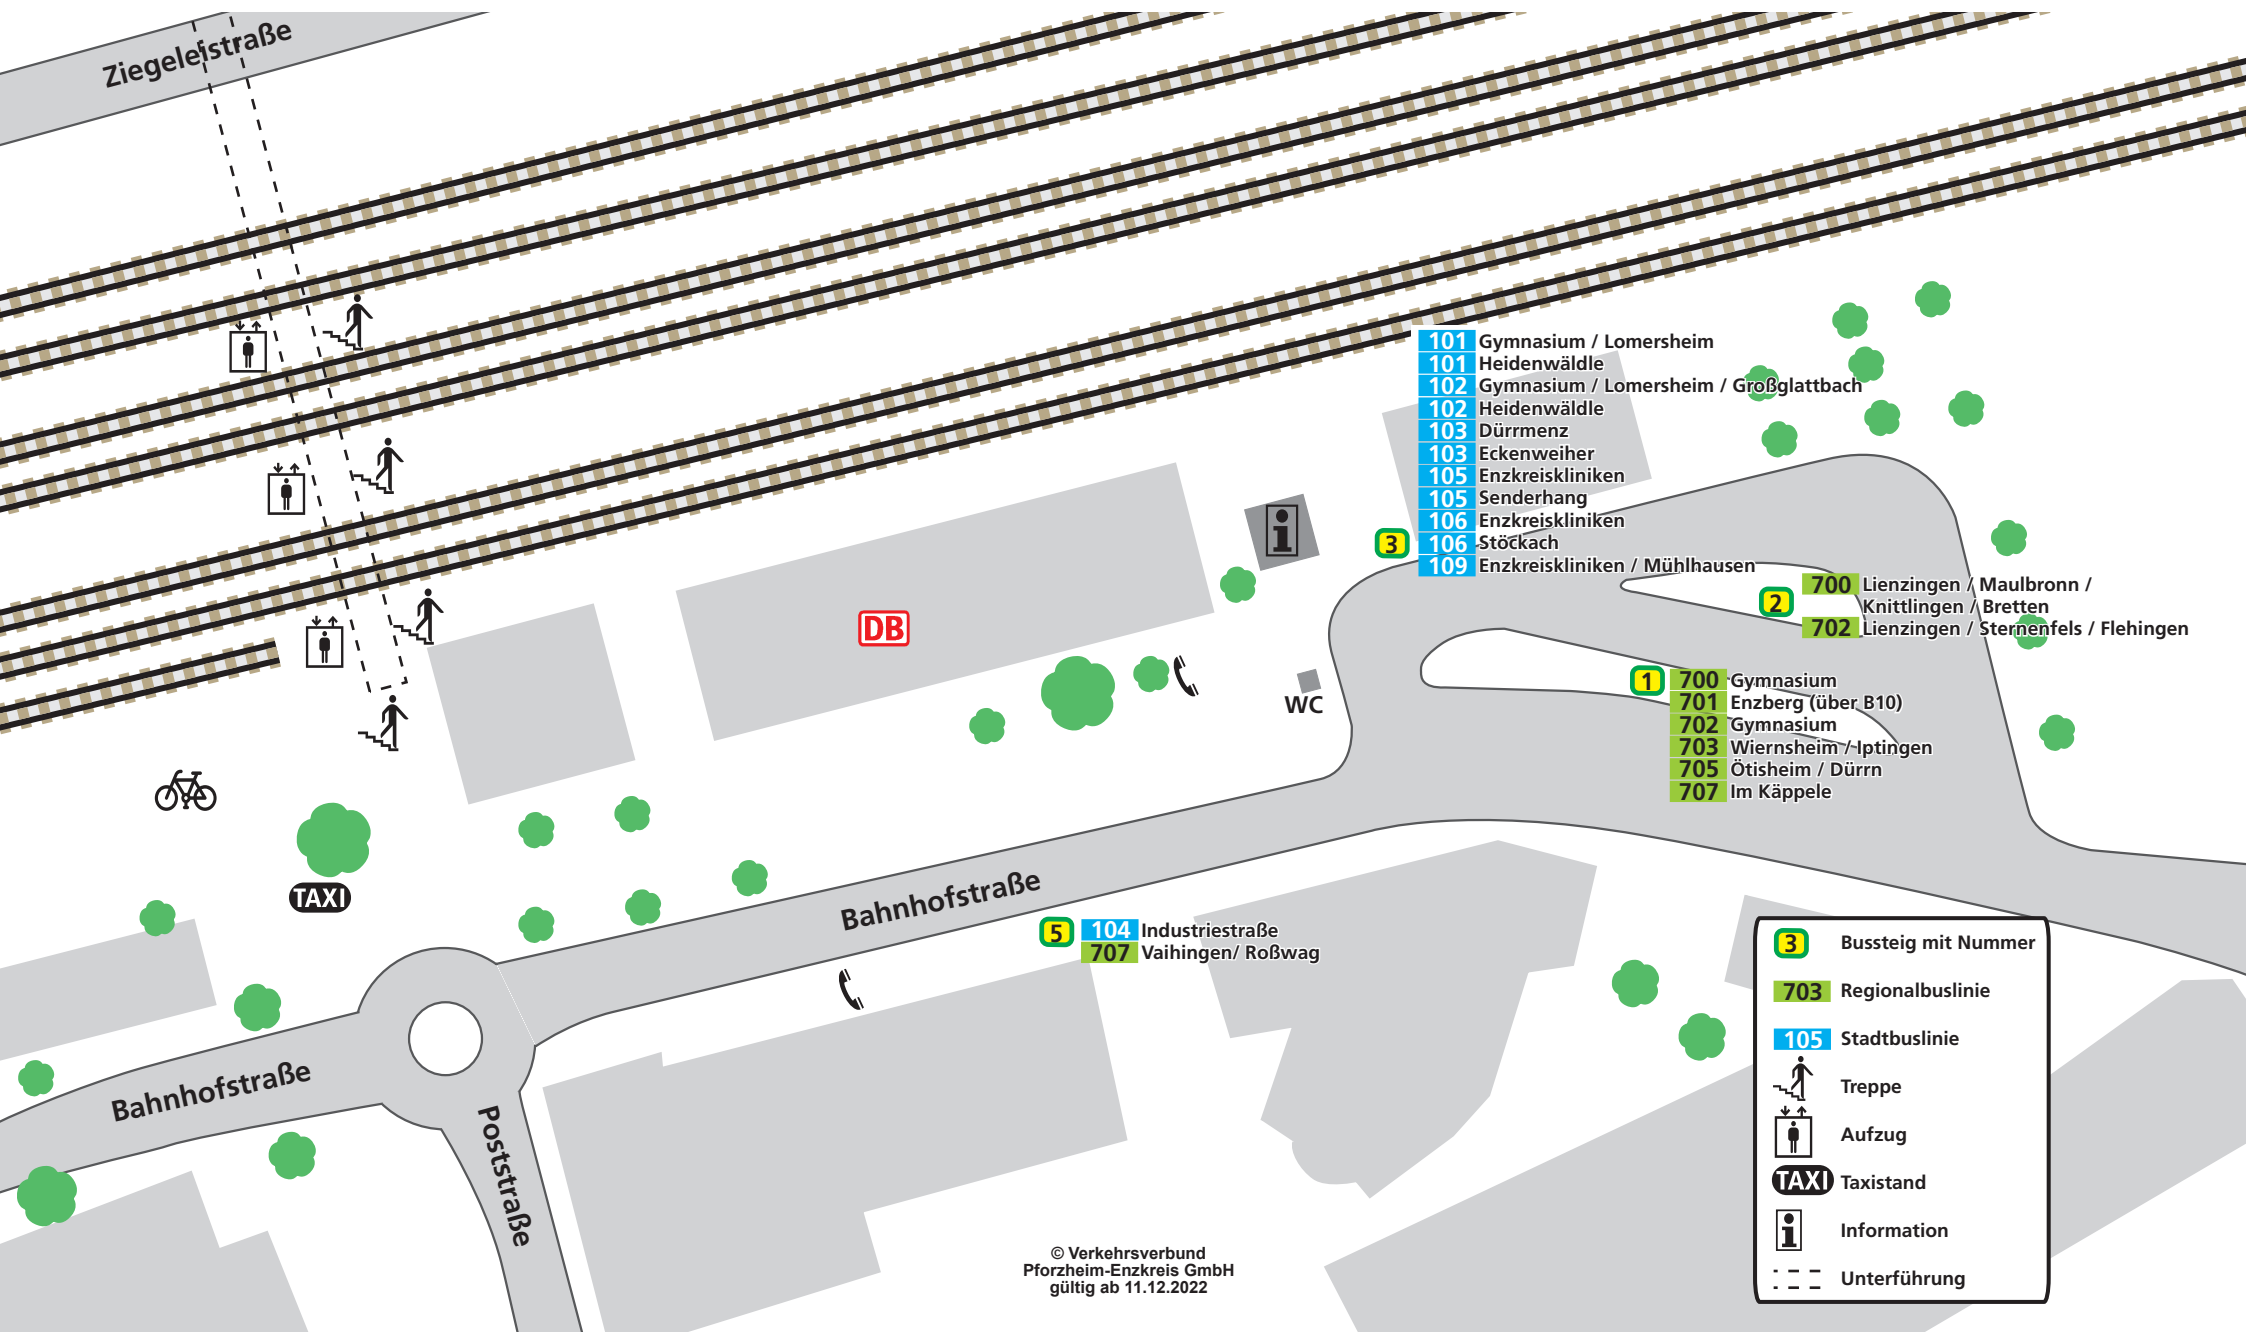 Ziegeleistraße
101 Gymnasium / Lomersheim
101 Heidenwäldle
102 Gymnasium / Lomersheim / Großglattbach
102 Heidenwäldle
103 Dürrmenz
103 Eckenweiher
105 Enzkreiskliniken
105 Senderhang
106 Enzkreiskliniken
3 106 Stöckach
109 Enzkreiskliniken / Mühlhausen
2 700 Lienzingen / Maulbronn /
Knittlingen / Bretten
702 Lienzingen / Sternenfels / Flehingen
DB
WC
1 700 Gymnasium
701 Enzberg (über B10)
702 Gymnasium
703 Wiernsheim / Iptingen
705 Ötisheim / Dürrn
707 Im Käppele
TAXI
Bahnhofstraße
5 104 Industriestraße
707 Vaihingen/ Roßwag
Bahnhofstraße
Poststraße
3 Bussteig mit Nummer
703 Regionalbuslinie
105 Stadtbuslinie
Treppe
Aufzug
TAXI Taxistand
i Information
Unterführung
© Verkehrsverbund
Pforzheim-Enzkreis GmbH
gültig ab 11.12.2022